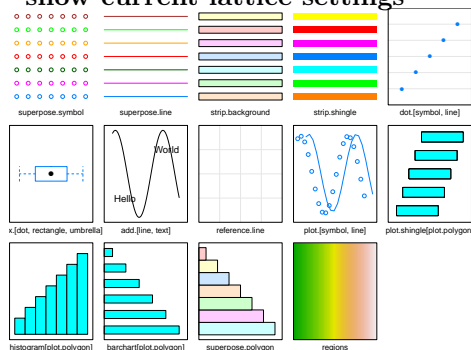 show current lattice settings
superpose.symbol
superpose.line
strip.background
strip.shingle
dot.[symbol, line]
World
Hello
x.[dot, rectangle, umbrella]
add.[line, text]
reference.line
plot.[symbol, line]
plot.shingle[plot.polygon
histogram[plot.polygon]
barchart[plot.polygon]
superpose.polygon
regions